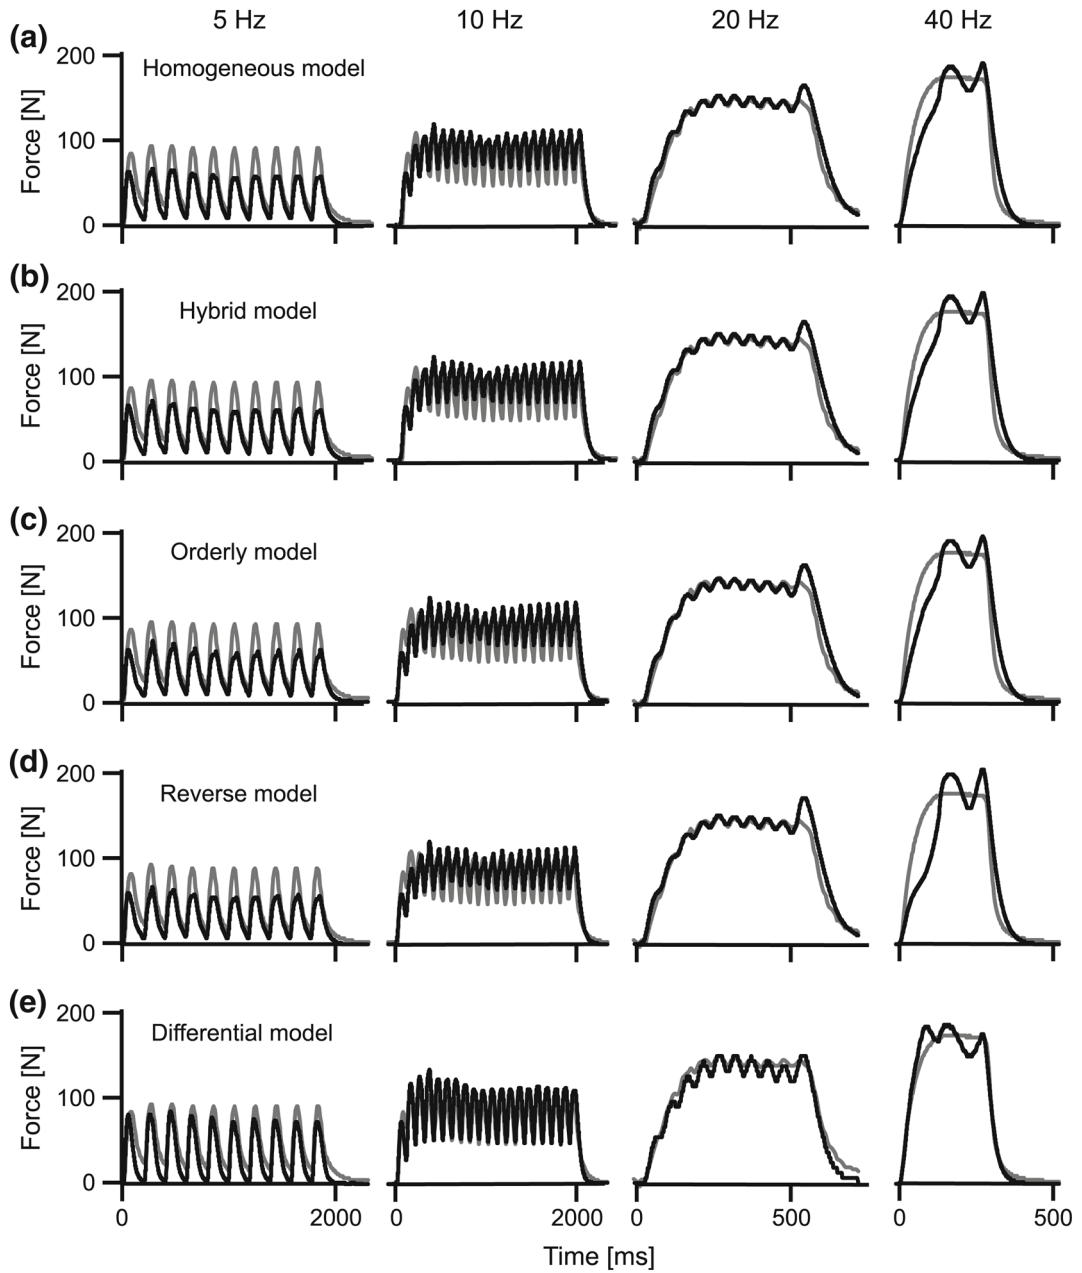 5 Hz 10 Hz 20 Hz 40 Hz
(a)
Homogeneous model
Force [N]
200
100
0
(b)
Hybrid model
Force [N]
200
100
0
(c)
Orderly model
Force [N]
200
100
0
(d)
Reverse model
Force [N]
200
100
0
(e)
Differential model
Force [N]
200
100
0
0 2000 0 2000 0 500 0 500
Time [ms]